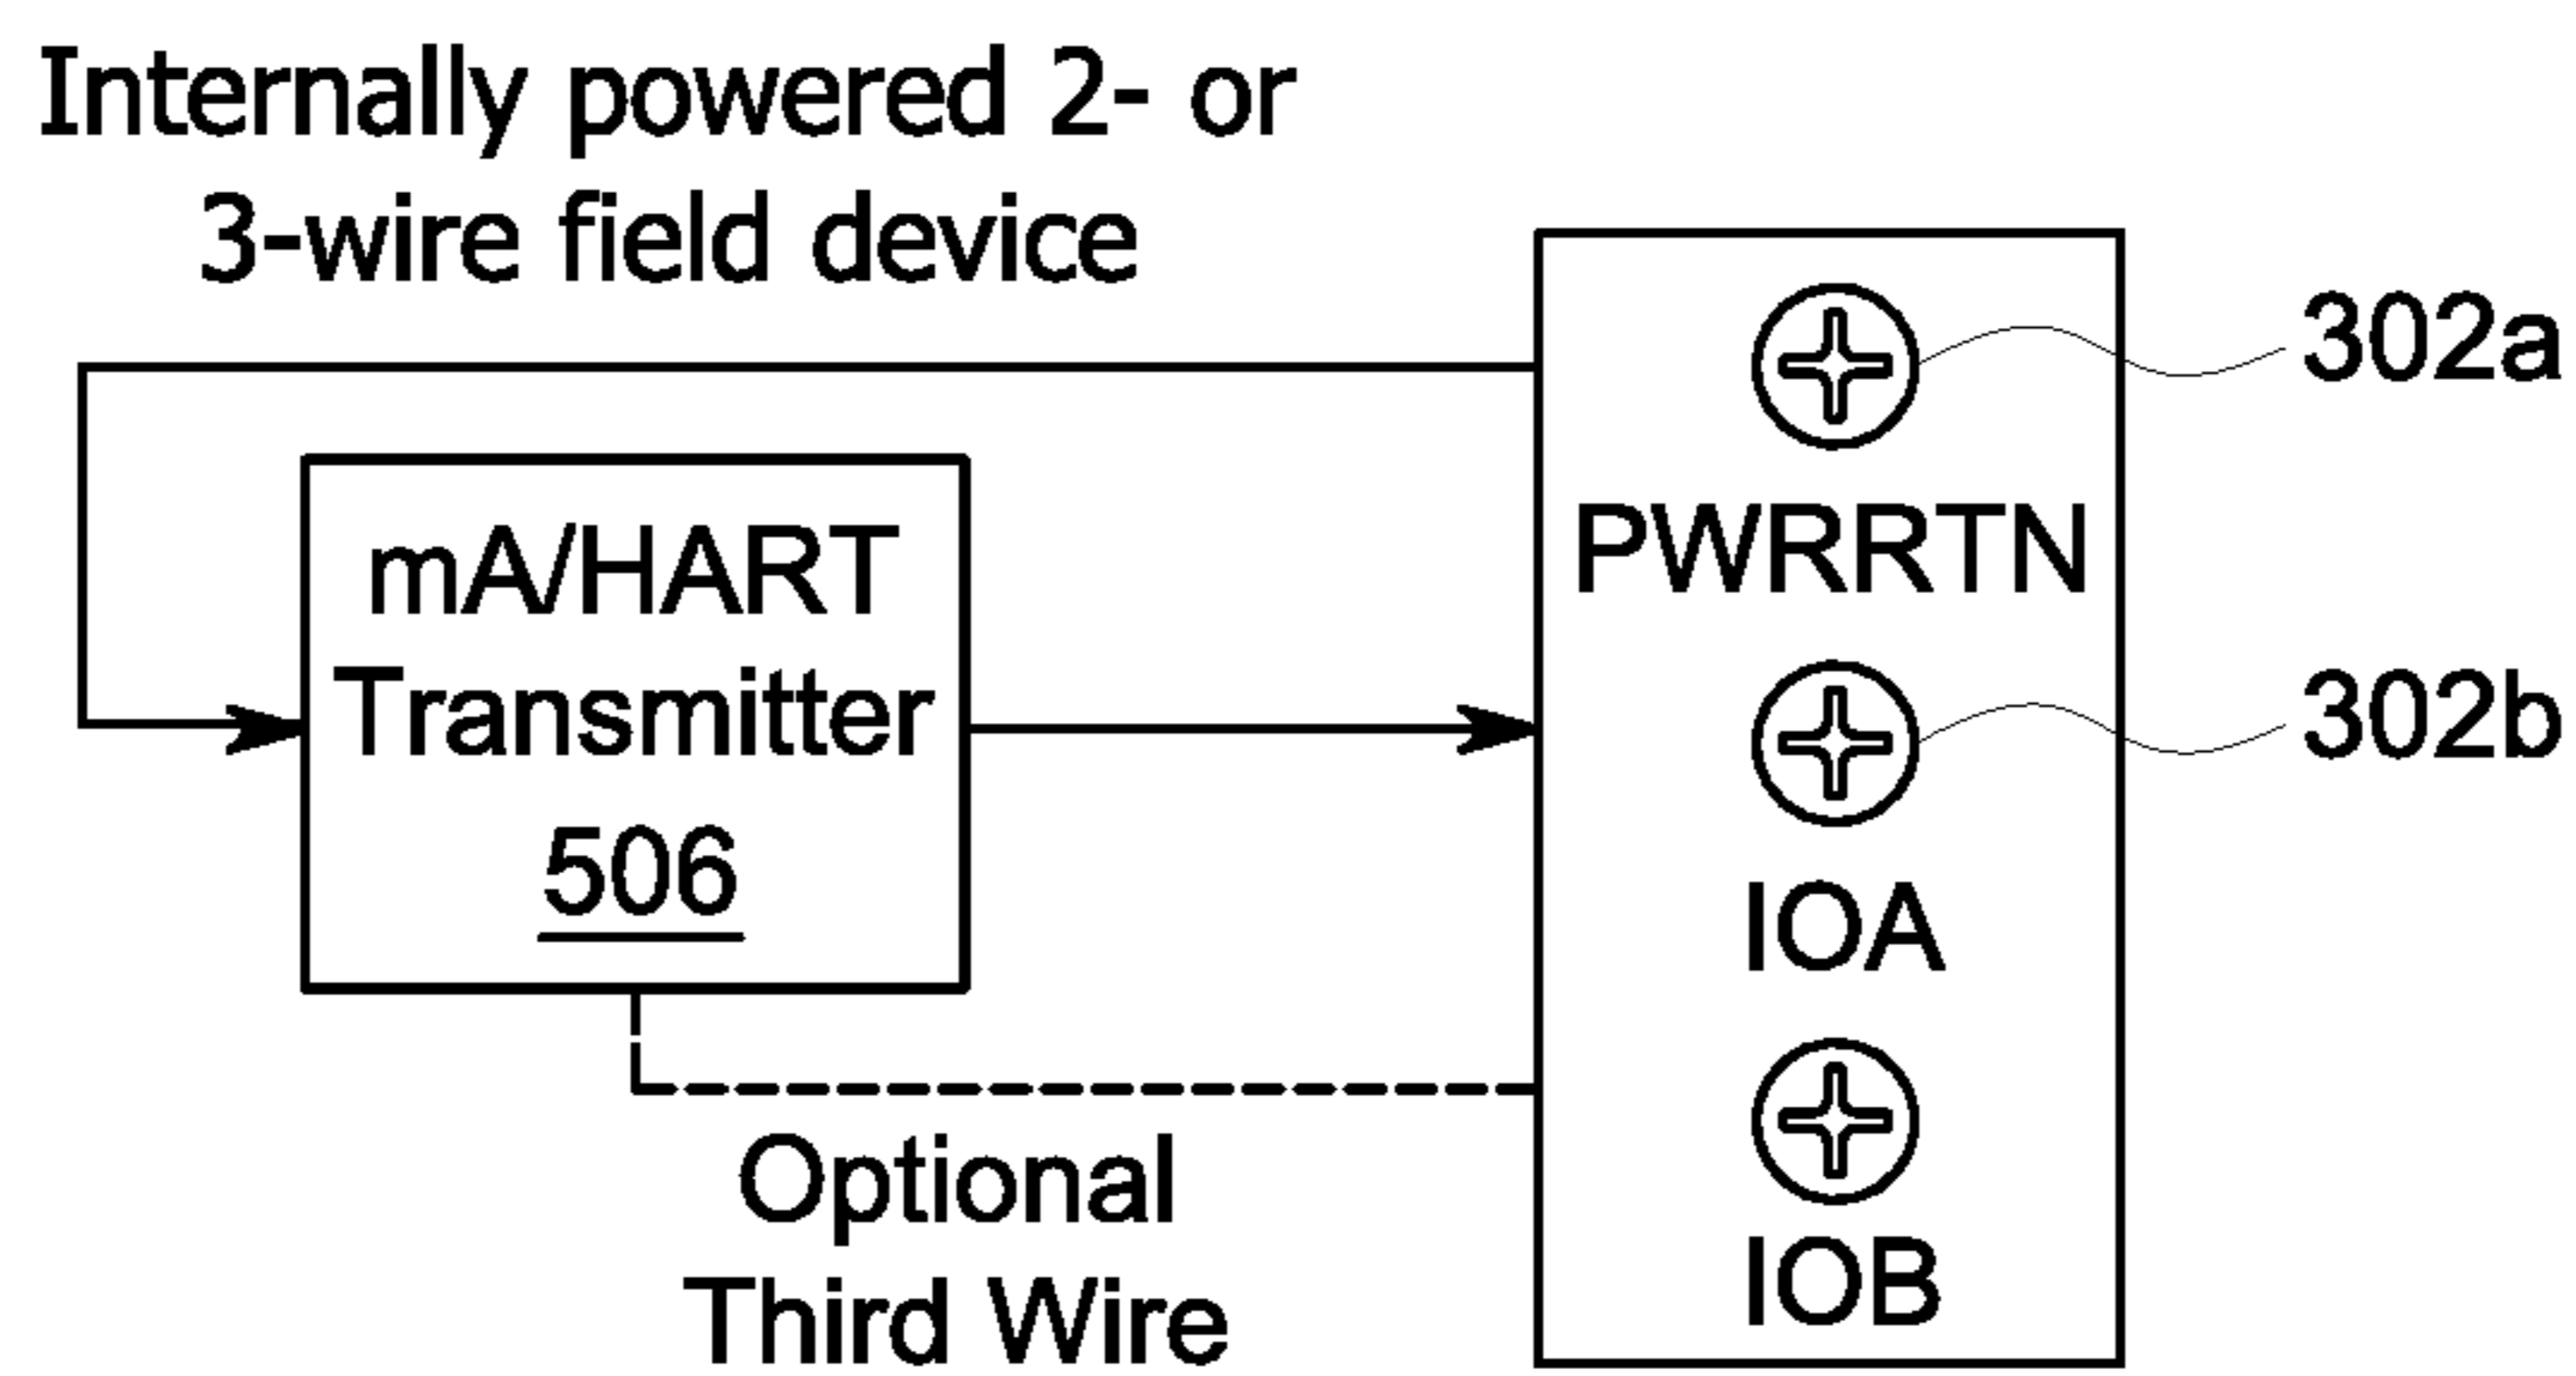 Internally powered 2- or
3-wire field device
302a
PWRRTN
mA/HART
Transmitter
506
302b
IOA
IOB
Optional
Third Wire